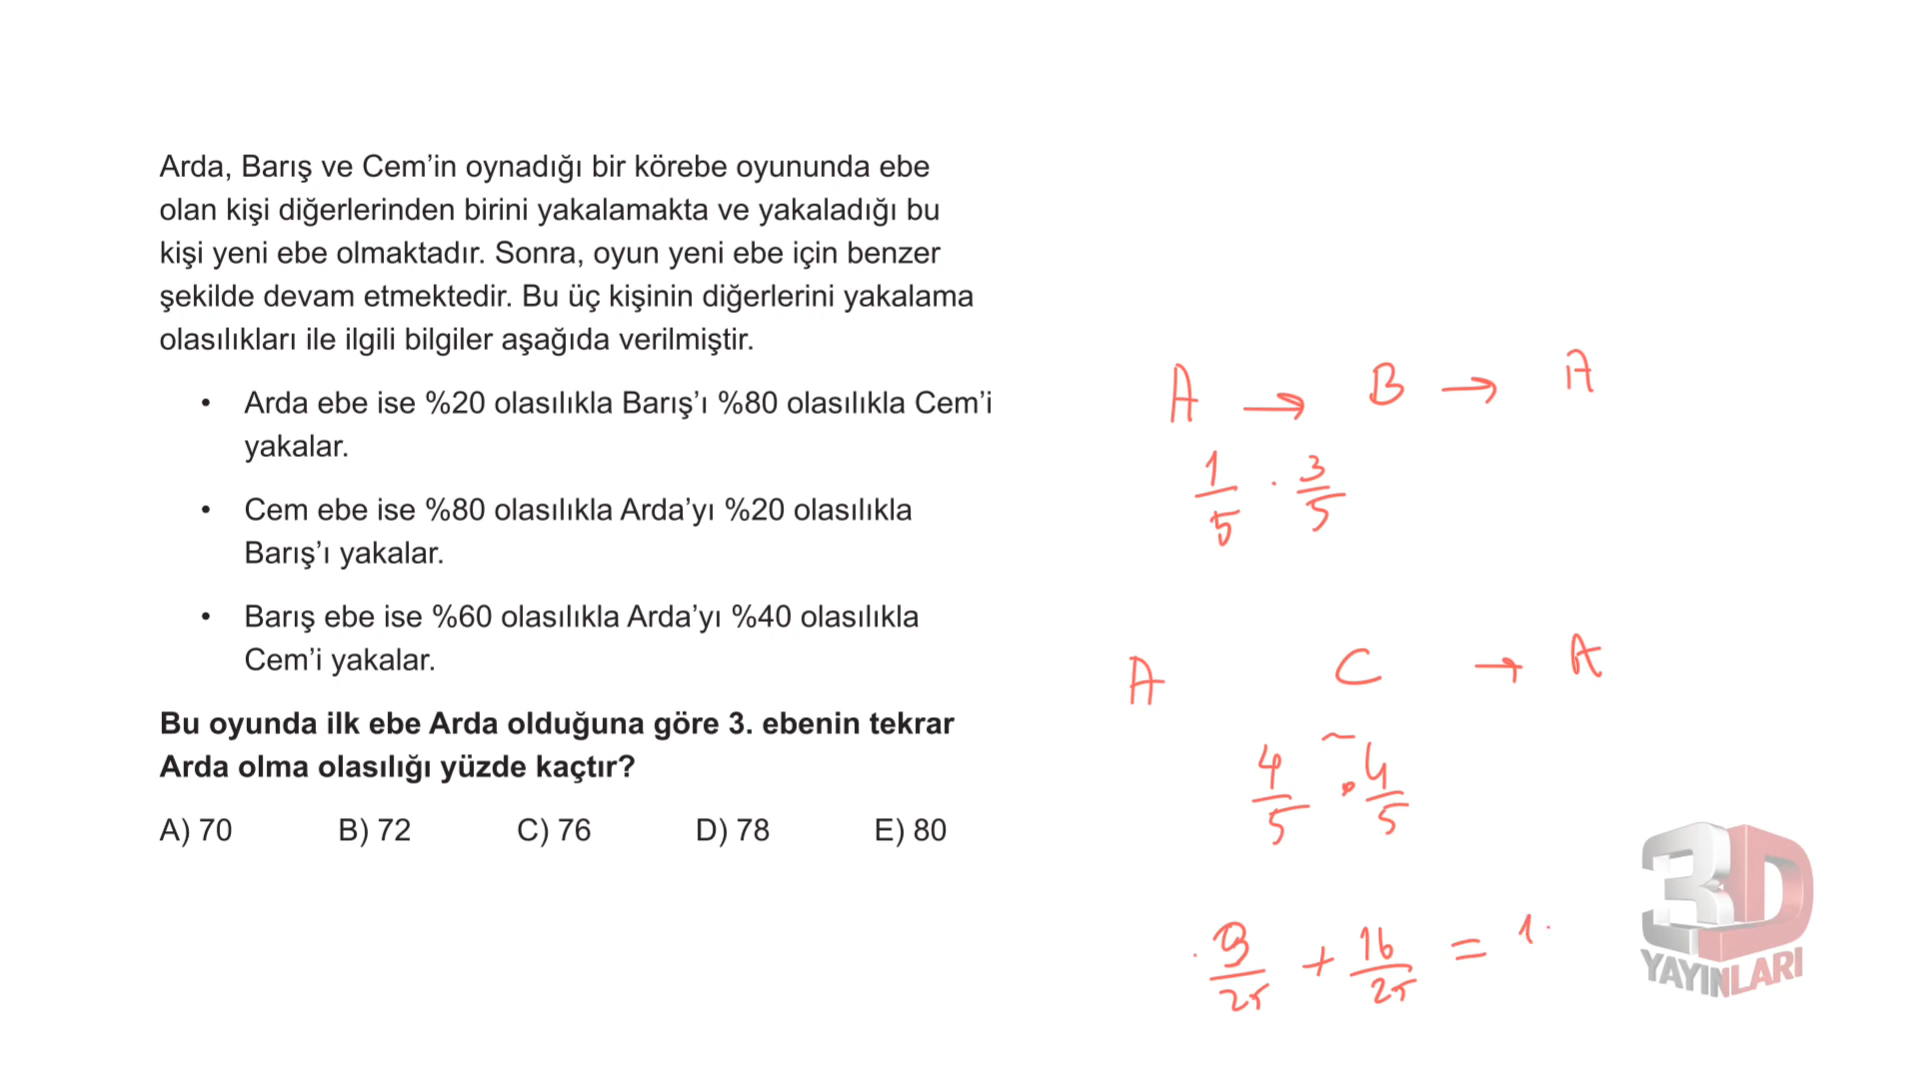 Arda, Barış ve Cem’in oynadığı bir körebe oyununda ebe
olan kişi diğerlerinden birini yakalamakta ve yakaladığı bu
kişi yeni ebe olmaktadır. Sonra, oyun yeni ebe için benzer
şekilde devam etmektedir. Bu üç kişinin diğerlerini yakalama
olasılıkları ile ilgili bilgiler aşağıda verilmiştir.
• Arda ebe ise %20 olasılıkla Barış’ı %80 olasılıkla Cem’i
yakalar.
• Cem ebe ise %80 olasılıkla Arda’yı %20 olasılıkla
Barış’ı yakalar.
• Barış ebe ise %60 olasılıkla Arda’yı %40 olasılıkla
Cem’i yakalar.
Bu oyunda ilk ebe Arda olduğuna göre 3. ebenin tekrar
Arda olma olasılığı yüzde kaçtır?
A) 70 B) 72 C) 76 D) 78 E) 80
A → B → A
1/5 · 3/5
A C → A
4/5 · 4/5
+ 16/25 = 1.
3D
YAYINLARI